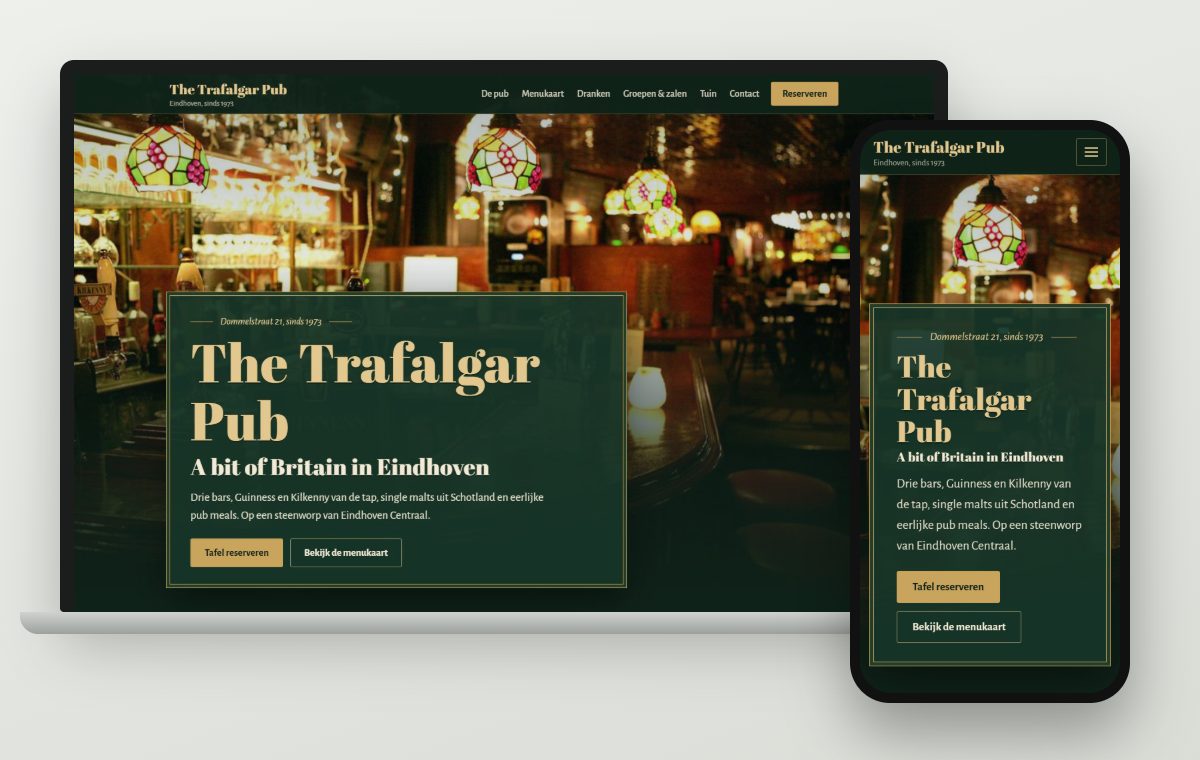 The Trafalgar Pub
Eindhoven, sinds 1973
De pub Menukaart Dranken Groepen & zalen Tuin Contact Reserveren
KILKENNY
Dommelstraat 21, sinds 1973
The Trafalgar
Pub
A bit of Britain in Eindhoven
Drie bars, Guinness en Kilkenny van de tap, single malts uit Schotland en eerlijke
pub meals. Op een steenworp van Eindhoven Centraal.
Tafel reserveren Bekijk de menukaart
The Trafalgar Pub
Eindhoven, sinds 1973
Dommelstraat 21, sinds 1973
The
Trafalgar
Pub
A bit of Britain in Eindhoven
Drie bars, Guinness en Kilkenny van
de tap, single malts uit Schotland en
eerlijke pub meals. Op een steenworp
van Eindhoven Centraal.
Tafel reserveren
Bekijk de menukaart